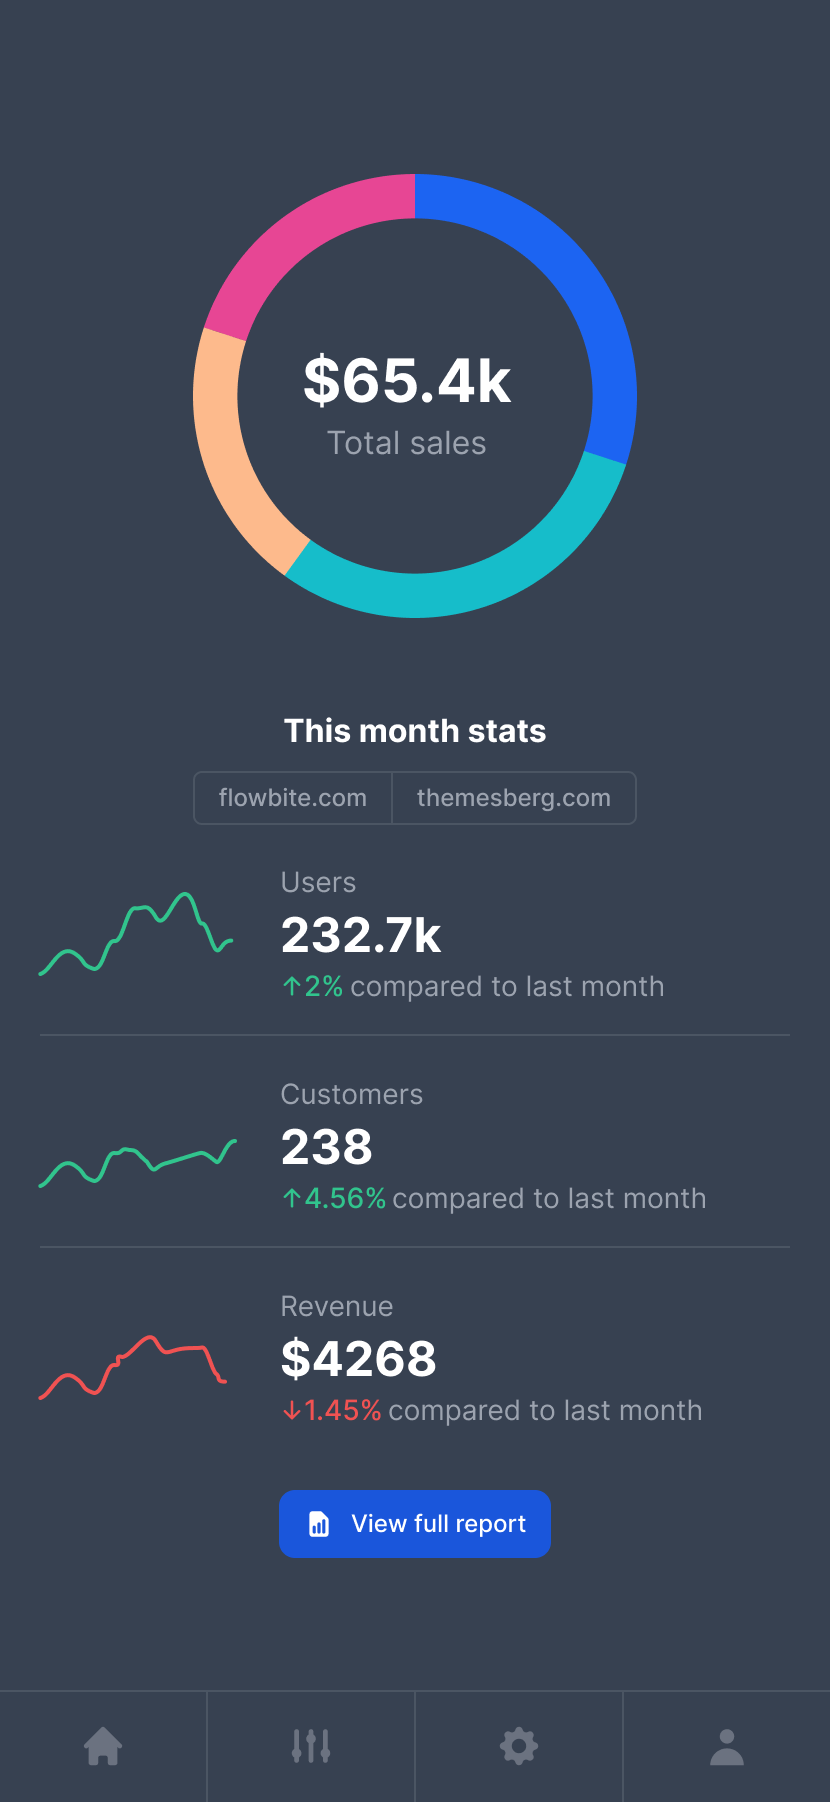 $65.4k
Total sales
This month stats
flowbite.com themesberg.com
Users
232.7k
↑2% compared to last month
Customers
238
↑4.56% compared to last month
Revenue
$4268
↓1.45% compared to last month
View full report